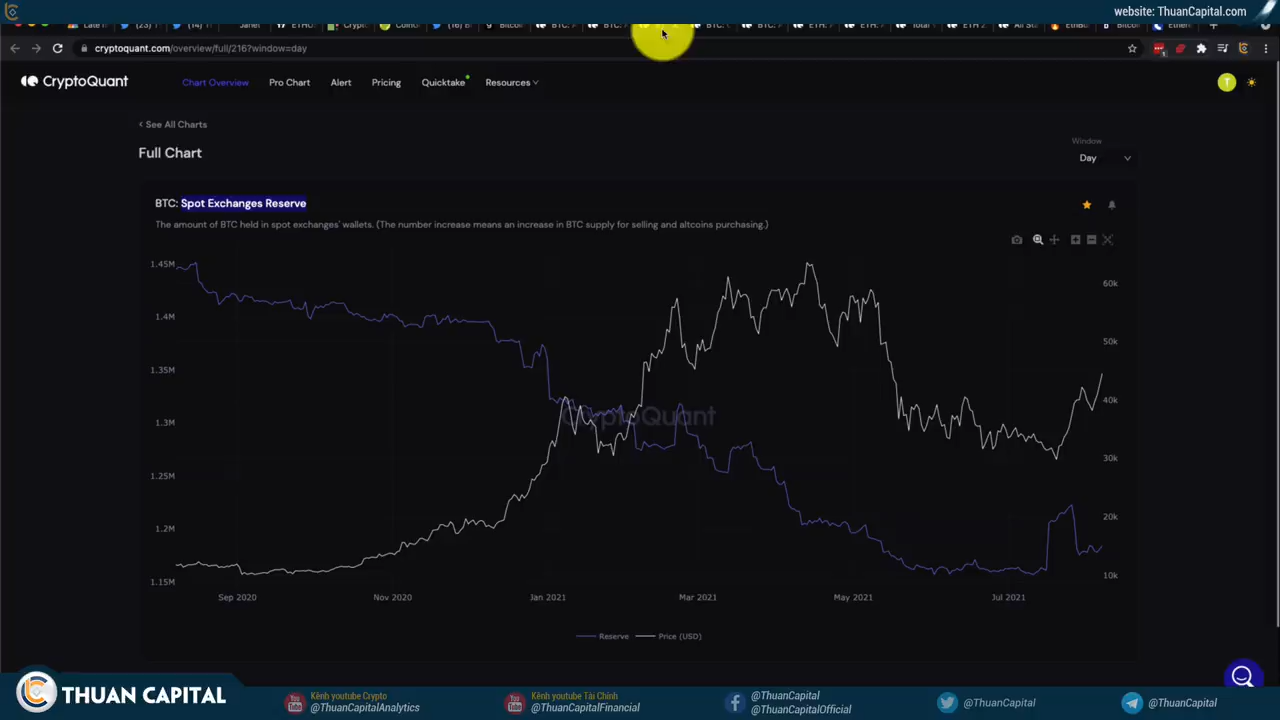 website: ThuanCapital.com
cryptoquant.com/overview/full/216?window=day
CryptoQuant
Chart Overview
Pro Chart
Alert
Pricing
Quicktake
Resources
T
< See All Charts
Full Chart
Window
Day
BTC: Spot Exchanges Reserve
The amount of BTC held in spot exchanges' wallets. (The number increase means an increase in BTC supply for selling and altcoins purchasing.)
1.45M
1.4M
1.35M
1.3M
1.25M
1.2M
1.15M
60k
50k
40k
30k
20k
10k
CryptoQuant
Sep 2020
Nov 2020
Jan 2021
Mar 2021
May 2021
Jul 2021
Reserve
Price (USD)
THUAN CAPITAL
Kênh youtube Crypto
@ThuanCapitalAnalytics
Kênh youtube Tài Chính
@ThuanCapitalFinancial
@ThuanCapital
@ThuanCapitalOfficial
@ThuanCapital
@ThuanCapital